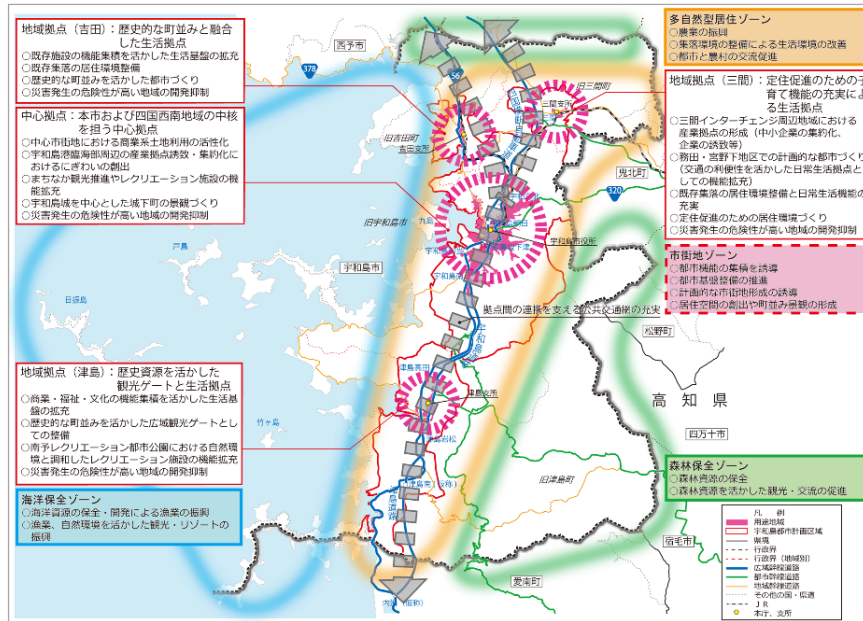 地域拠点（吉田）：歴史的な町並みと融合
した生活拠点
○既存施設の機能集積を活かした生活基盤の拡充
○既存集落の居住環境整備
○歴史的な町並みを活かした都市づくり
○災害発生の危険性が高い地域の開発抑制
中心拠点：本市および四国西南地域の中核
を担う中心拠点
○中心市街地における商業系土地利用の活性化
○宇和島港臨海部周辺の産業拠点誘致・集約化に
おけるにぎわいの創出
○まちなか観光推進やレクリエーション施設の機
能拡充
○宇和島城を中心とした城下町の景観づくり
○災害発生の危険性が高い地域の開発抑制
地域拠点（津島）：歴史資源を活かした
観光ゲートと生活拠点
○商業・福祉・文化の機能集積を活かした生活基
盤の拡充
○歴史的な町並みを活かした広域観光ゲートとし
ての整備
○南予レクリエーション都市公園における自然環
境と調和したレクリエーション施設の機能拡充
○災害発生の危険性が高い地域の開発抑制
海洋保全ゾーン
○海洋資源の保全・開発による漁業の振興
○漁業、自然環境を活かした観光・リゾートの
振興
西予市
378
56
旧三間町
三間支所
旧吉田町
吉田支所
鬼北町
320
旧宇和島市
九島
宇和島市役所
戸島
宇和島市
日振島
拠点間の連携を支える公共交通網の充実
松野町
津島高田
津島支所
高知県
竹ヶ島
津島岩松
四万十市
津島南（仮称）
旧津島町
宿毛市
愛南町
多自然型居住ゾーン
○農業の振興
○集落環境の整備による生活環境の改善
○都市と農村の交流促進
地域拠点（三間）：定住促進のための子
育て機能の充実によ
る生活拠点
○三間インターチェンジ周辺地域における
産業拠点の形成（中小企業の集約化、
企業の誘致等）
○務田・宮野下地区での計画的な都市づくり
（交通の利便性を活かした日常生活拠点と
しての機能拡充）
○既存集落の居住環境整備と日常生活機能の
充実
○定住促進のための居住環境づくり
○災害発生の危険性が高い地域の開発抑制
市街地ゾーン
○都市機能の集積を誘導
○都市基盤整備の推進
○計画的な市街地形成の誘導
○居住空間の創出や町並み景観の形成
森林保全ゾーン
○森林資源の保全
○森林資源を活かした観光・交流の促進
凡例
用途地域
宇和島都市計画区域
県境
行政界
行政界（地域別）
広域幹線道路
都市幹線道路
地域幹線道路
その他の国・県道
ＪＲ
本庁、支所